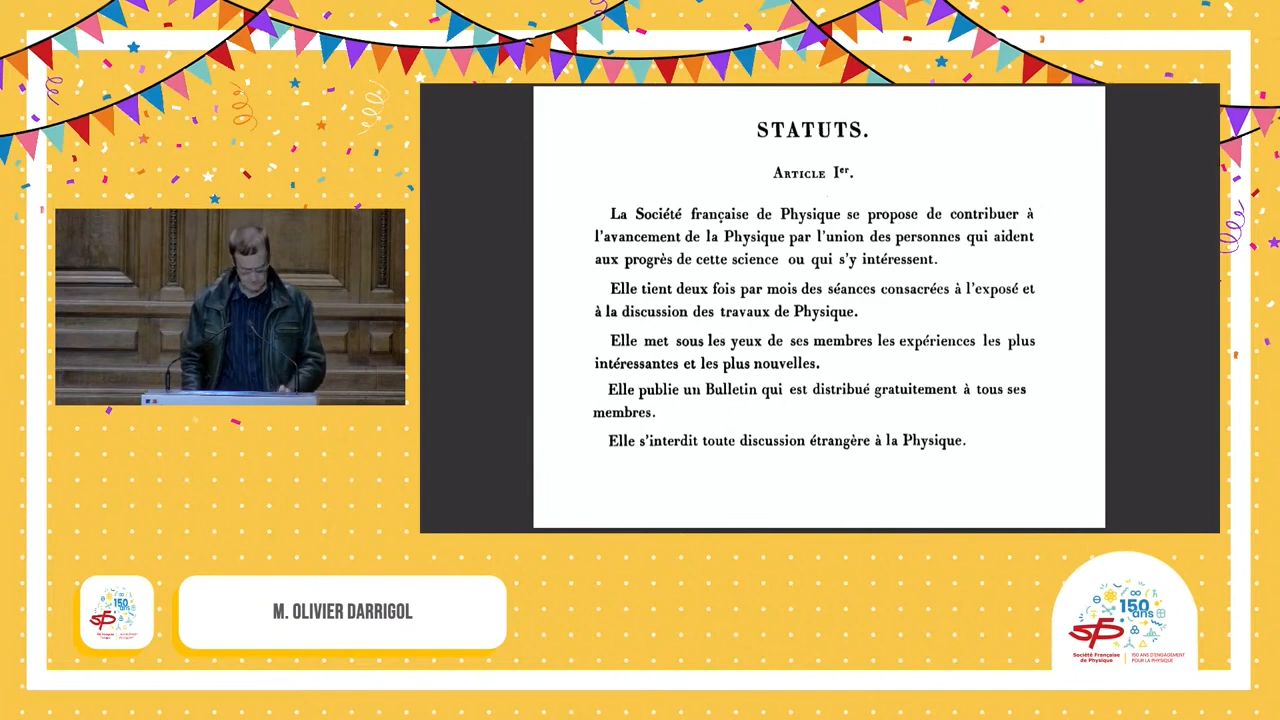 STATUTS.
ARTICLE Ier.
La Société française de Physique se propose de contribuer à
l'avancement de la Physique par l'union des personnes qui aident
aux progrès de cette science ou qui s'y intéressent.
Elle tient deux fois par mois des séances consacrées à l'exposé et
à la discussion des travaux de Physique.
Elle met sous les yeux de ses membres les expériences les plus
intéressantes et les plus nouvelles.
Elle publie un Bulletin qui est distribué gratuitement à tous ses
membres.
Elle s'interdit toute discussion étrangère à la Physique.
150
ans
sfp
M. OLIVIER DARRIGOL
150
ans
sfp
Société Française
de Physique
150 ANS D'ENGAGEMENT
POUR LA PHYSIQUE